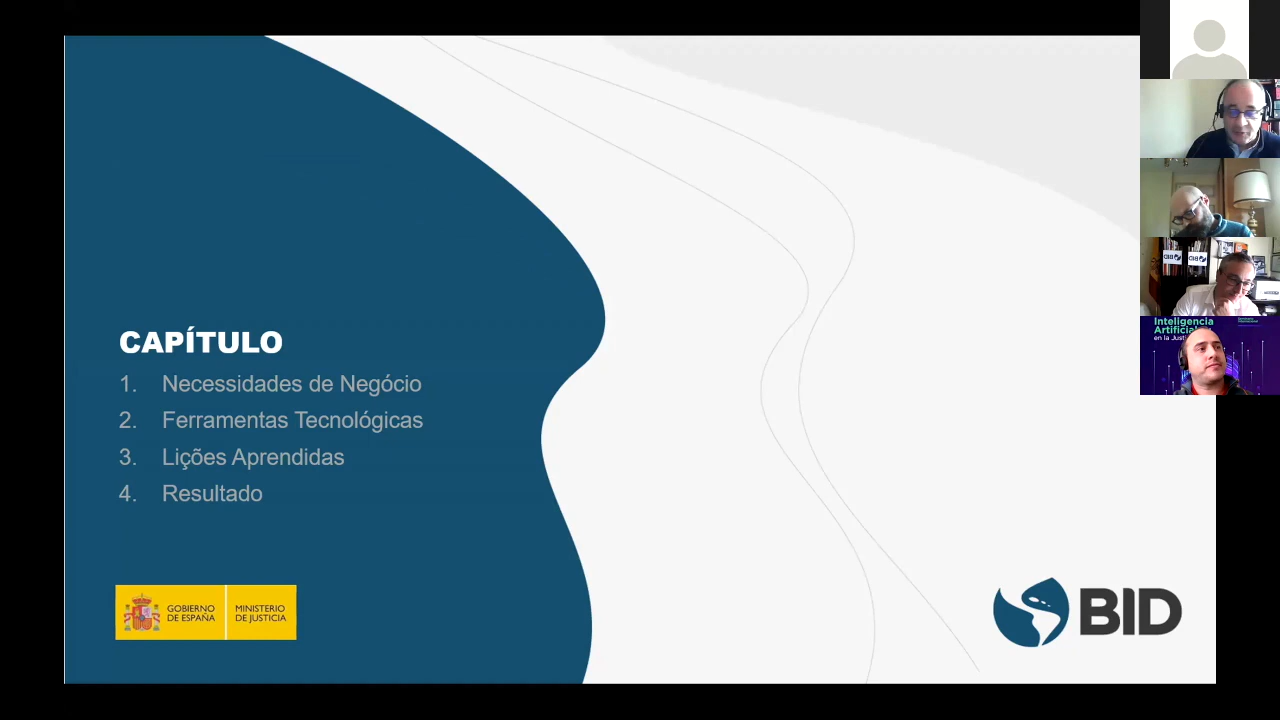 CAPÍTULO
1. Necessidades de Negócio
2. Ferramentas Tecnológicas
3. Lições Aprendidas
4. Resultado
GOBIERNO
DE ESPAÑA
MINISTERIO
DE JUSTICIA
BID
Inteligencia
Artificial
en la Justi